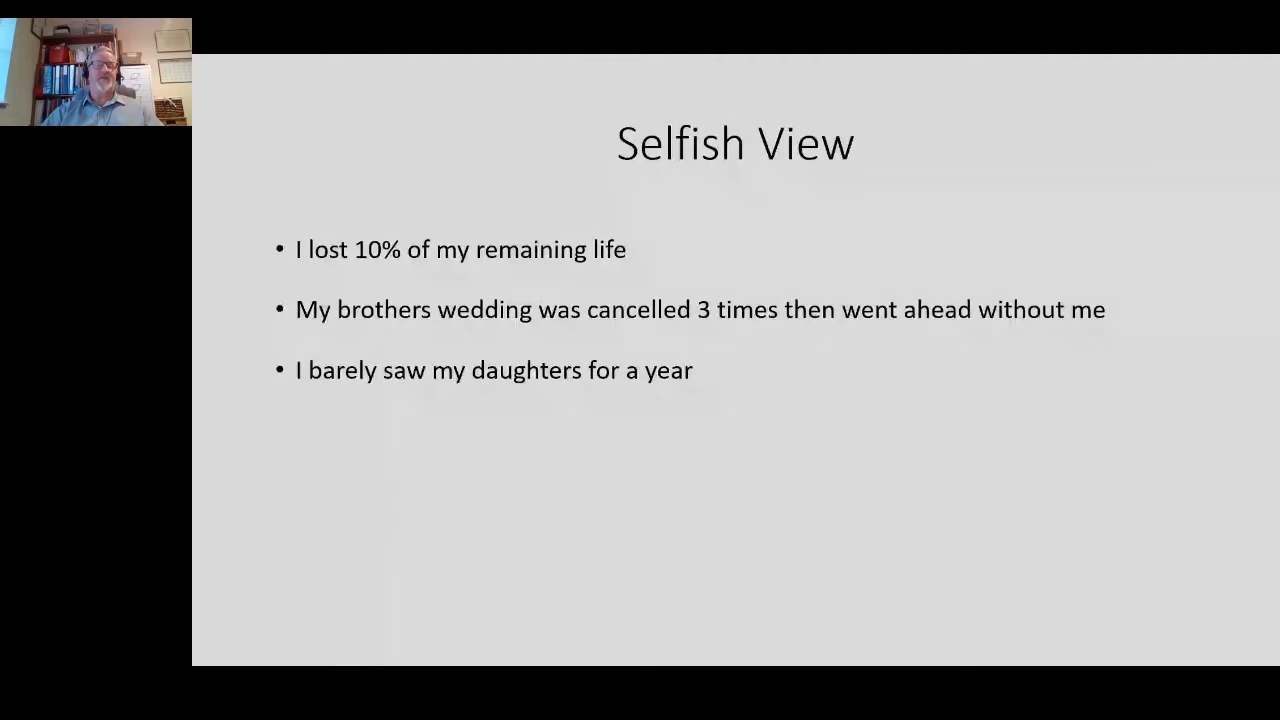 Selfish View
• I lost 10% of my remaining life
• My brothers wedding was cancelled 3 times then went ahead without me
• I barely saw my daughters for a year